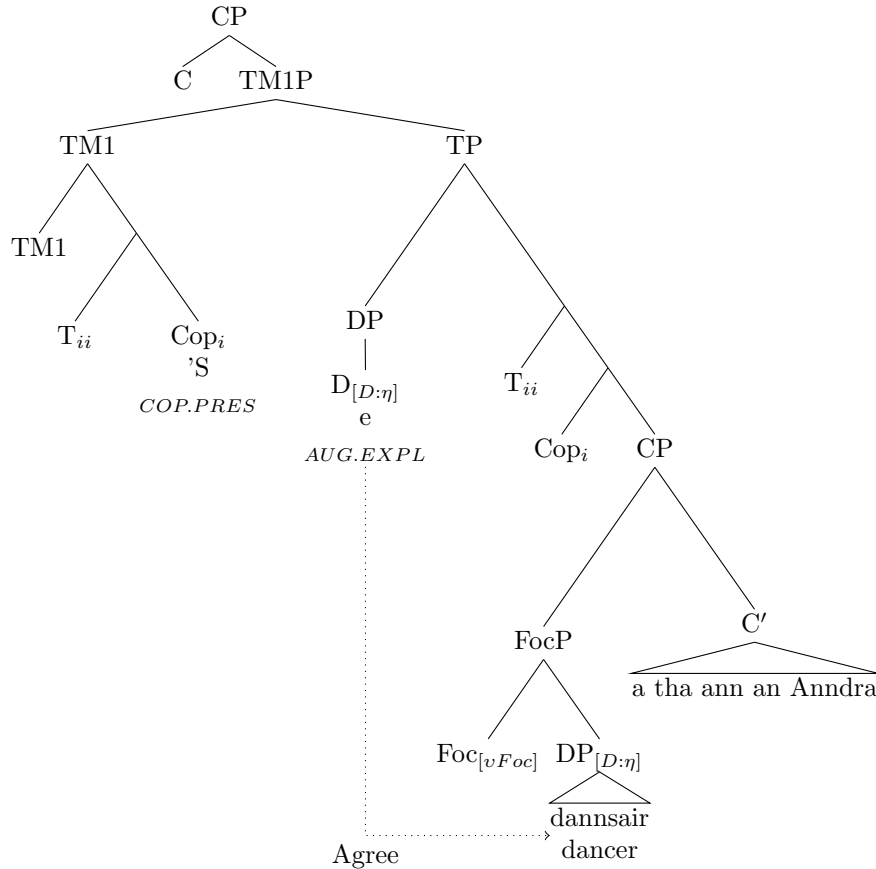 CP
C TM1P
TM1 TP
TM1
DP
T_ii Cop_i
'S
COP.PRES
D_[D:η]
e
AUG.EXPL
T_ii
Cop_i CP
C′
a tha ann an Anndra
FocP
Foc_[υFoc] DP_[D:η]
dannsair
dancer
Agree